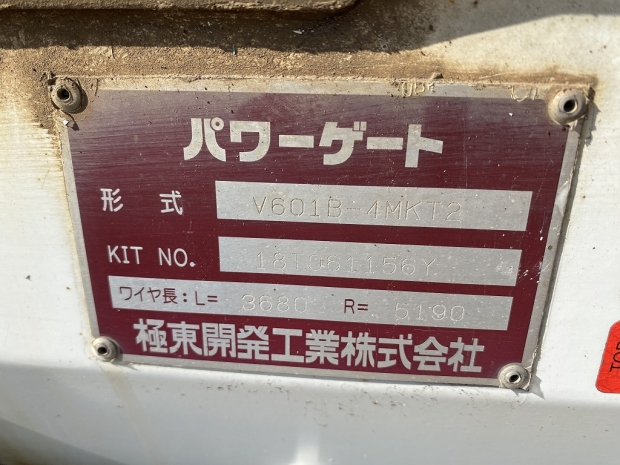 パワーゲート
形 式 V601B-4MKT2
KIT NO. 18T061156Y
ワイヤ長:L= 3680 R= 5190
極東開発工業株式会社